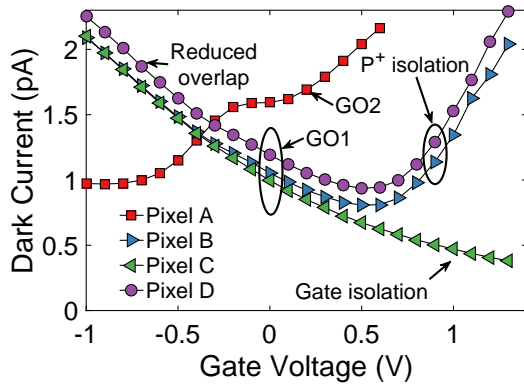 2
1.5
1
0.5
0
Dark Current (pA)
Reduced
overlap
P+ isolation
GO2
GO1
Pixel A
Pixel B
Pixel C
Pixel D
Gate isolation
-1
-0.5
0
0.5
1
Gate Voltage (V)